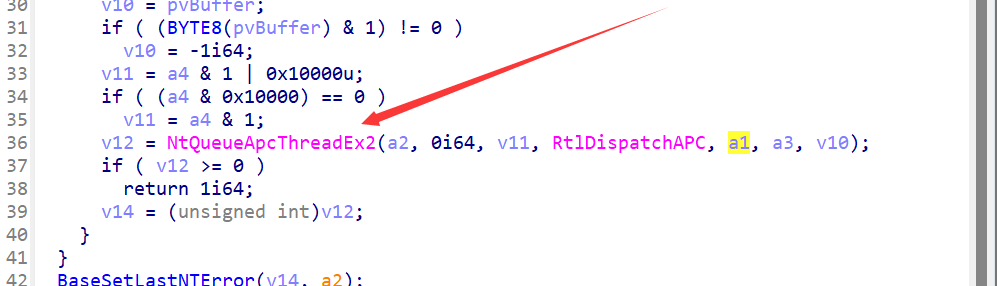 30 v10 = pvBuffer;
31 if ( (BYTE8(pvBuffer) & 1) != 0 )
32 v10 = -1i64;
33 v11 = a4 & 1 | 0x10000u;
34 if ( (a4 & 0x10000) == 0 )
35 v11 = a4 & 1;
36 v12 = NtQueueApcThreadEx2(a2, 0i64, v11, RtlDispatchAPC, a1, a3, v10);
37 if ( v12 >= 0 )
38 return 1i64;
39 v14 = (unsigned int)v12;
40 }
41 }
42 BaseSetLastNTError(v14, a2);